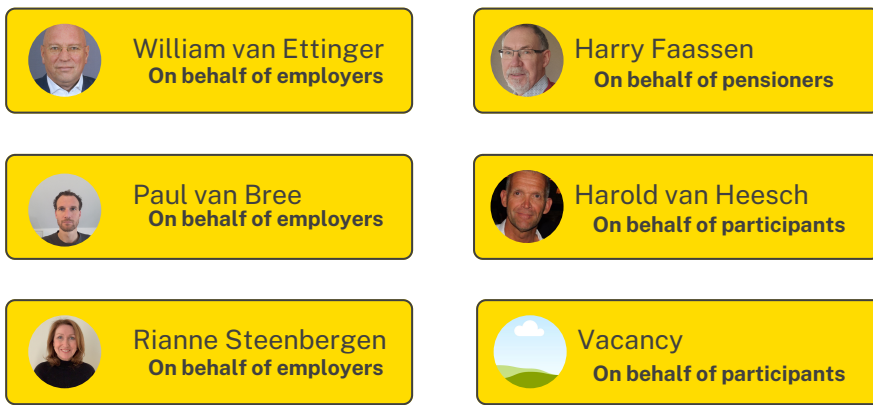 William van Ettinger
On behalf of employers
Harry Faassen
On behalf of pensioners
Paul van Bree
On behalf of employers
Harold van Heesch
On behalf of participants
Rianne Steenbergen
On behalf of employers
Vacancy
On behalf of participants